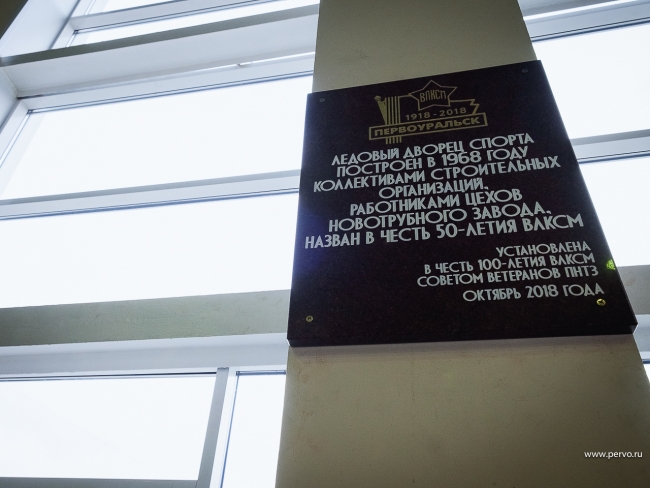 ВЛКСМ
1918-2018
ПЕРВОУРАЛЬСК
ЛЕДОВЫЙ ДВОРЕЦ СПОРТА
ПОСТРОЕН В 1968 ГОДУ
КОЛЛЕКТИВАМИ СТРОИТЕЛЬНЫХ
ОРГАНИЗАЦИЙ,
РАБОТНИКАМИ ЦЕХОВ
НОВОТРУБНОГО ЗАВОДА.
НАЗВАН В ЧЕСТЬ 50-ЛЕТИЯ ВЛКСМ
УСТАНОВЛЕНА
В ЧЕСТЬ 100-ЛЕТИЯ ВЛКСМ
СОВЕТОМ ВЕТЕРАНОВ ПНТЗ
ОКТЯБРЬ 2018 ГОДА
www.pervo.ru